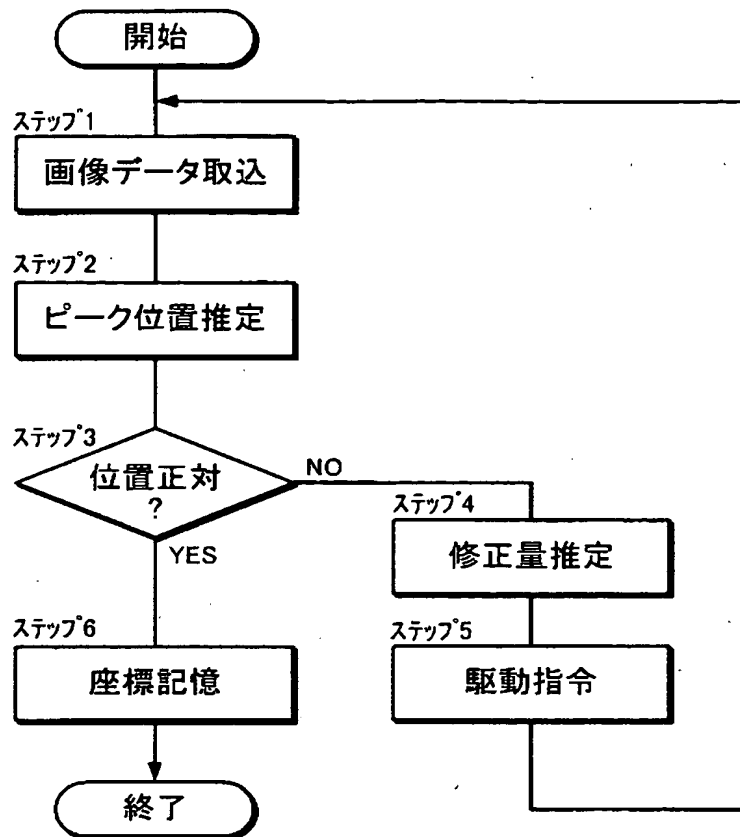 開始
ステップ1
画像データ取込
ステップ2
ピーク位置推定
ステップ3
位置正対
?
NO
YES
ステップ4
修正量推定
ステップ5
駆動指令
ステップ6
座標記憶
終了